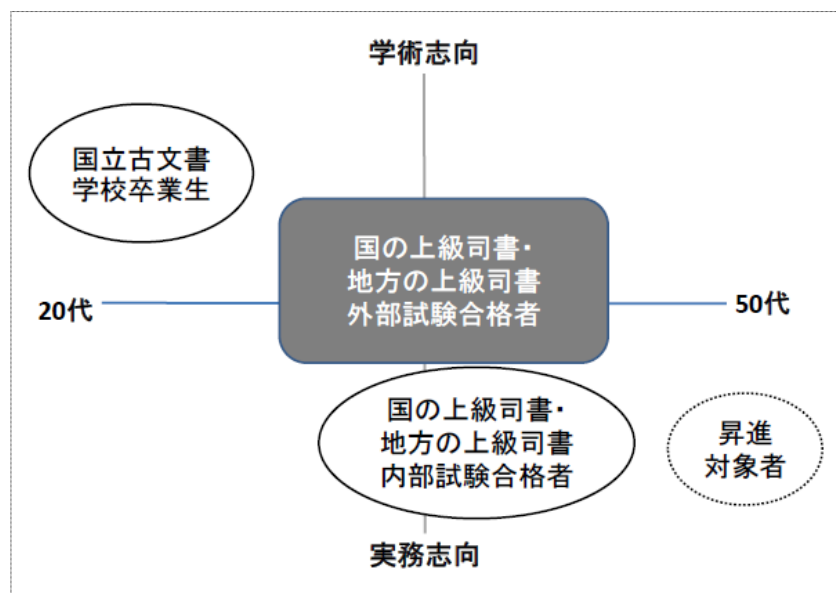 学術志向
国立古文書
学校卒業生
国の上級司書・
地方の上級司書
外部試験合格者
20代
50代
国の上級司書・
地方の上級司書
内部試験合格者
昇進
対象者
実務志向